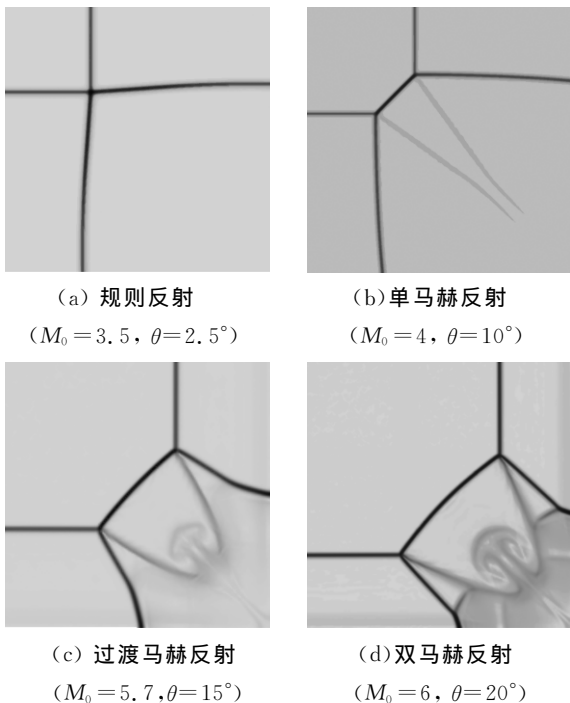 (a) 规则反射
(b)单马赫反射
(M₀=3.5, θ=2.5°)
(M₀=4, θ=10°)
(c) 过渡马赫反射
(d)双马赫反射
(M₀=5.7,θ=15°)
(M₀=6, θ=20°)